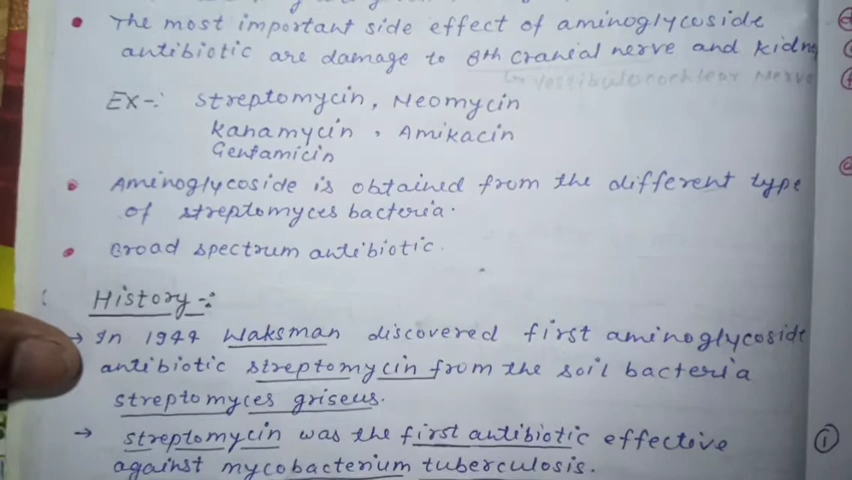 • The most important side effect of aminoglycoside
antibiotic are damage to 8th cranial nerve and kidne
↳ Vestibulocochlear Nerve
Ex-: Streptomycin, Neomycin
Kanamycin, Amikacin
Gentamicin
• Aminoglycoside is obtained from the different type
of streptomyces bacteria.
• Broad spectrum antibiotic.
History-:
→ In 1944 Waksman discovered first aminoglycoside
antibiotic streptomycin from the soil bacteria
streptomyces griseus.
→ streptomycin was the first antibiotic effective
①
against mycobacterium tuberculosis.